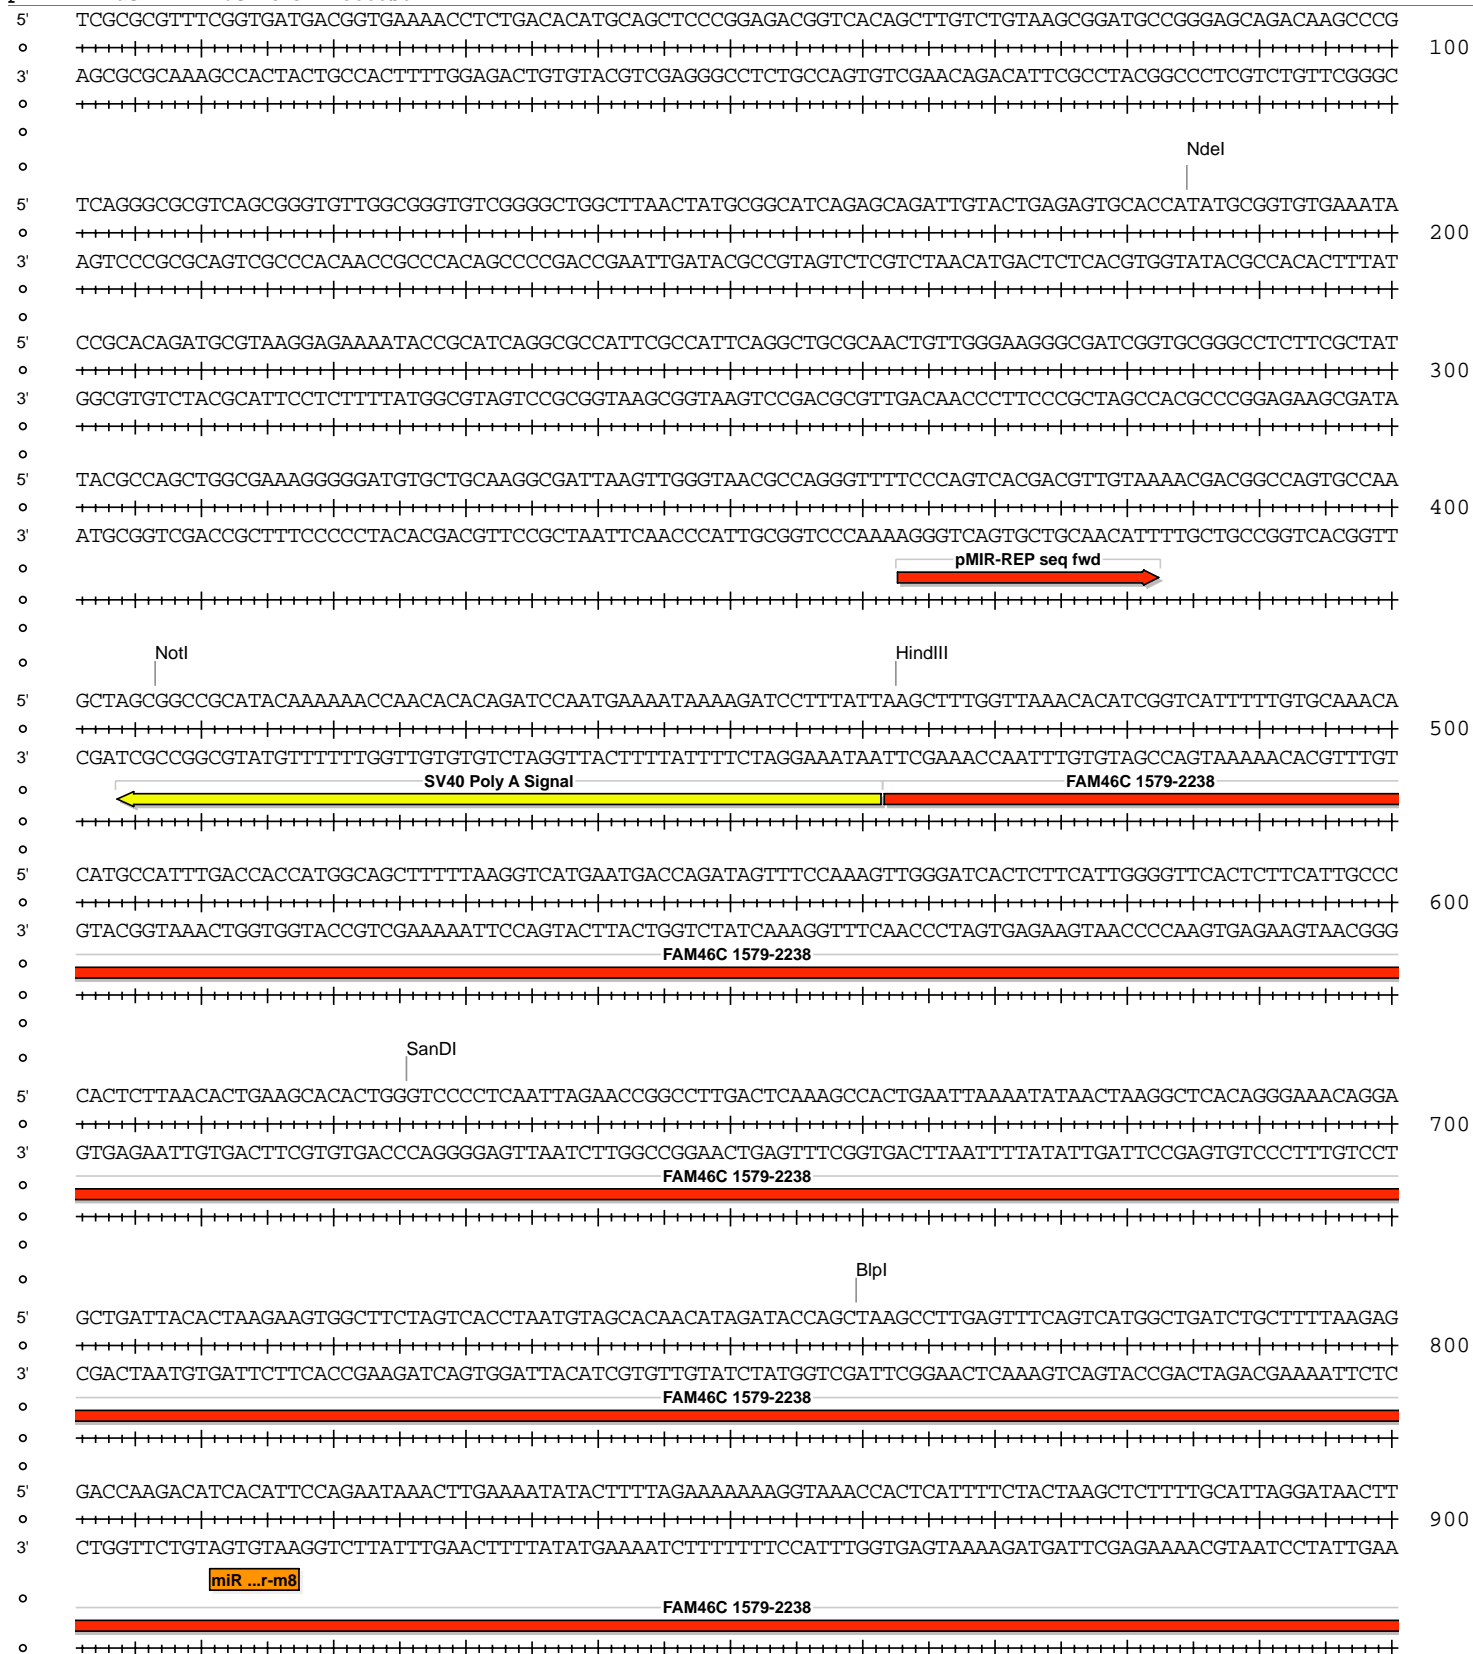 5' TCGCGCGTTTCGGTGATGACGGTGAAAACCTCTGACACATGCAGCTCCCGGAGACGGTCACAGCTTGTCTGTAAGCGGATGCCGGGAGCAGACAAGCCCG
100
3' AGCGCGCAAAGCCACTACTGCCACTTTTGGAGACTGTGTACGTCGAGGGCCTCTGCCAGTGTCGAACAGACATTCGCCTACGGCCCTCGTCTGTTCGGGC
NdeI
5' TCAGGGCGCGTCAGCGGGTGTTGGCGGGTGTCGGGGCTGGCTTAACTATGCGGCATCAGAGCAGATTGTACTGAGAGTGCACCATATGCGGTGTGAAATA
200
3' AGTCCCGCGCAGTCGCCCACAACCGCCCACAGCCCCGACCGAATTGATACGCCGTAGTCTCGTCTAACATGACTCTCACGTGGTATACGCCACACTTTAT
5' CCGCACAGATGCGTAAGGAGAAAATACCGCATCAGGCGCCATTCGCCATTCAGGCTGCGCAACTGTTGGGAAGGGCGATCGGTGCGGGCCTCTTCGCTAT
300
3' GGCGTGTCTACGCATTCCTCTTTTATGGCGTAGTCCGCGGTAAGCGGTAAGTCCGACGCGTTGACAACCCTTCCCGCTAGCCACGCCCGGAGAAGCGATA
5' TACGCCAGCTGGCGAAAGGGGGATGTGCTGCAAGGCGATTAAGTTGGGTAACGCCAGGGTTTTCCCAGTCACGACGTTGTAAAACGACGGCCAGTGCCAA
400
3' ATGCGGTCGACCGCTTTCCCCCTACACGACGTTCCGCTAATTCAACCCATTGCGGTCCCAAAAGGGTCAGTGCTGCAACATTTTGCTGCCGGTCACGGTT
pMIR-REP seq fwd
NotI HindIII
5' GCTAGCGGCCGCATACAAAAAACCAACACACAGATCCAATGAAAATAAAAGATCCTTTATTAAGCTTTGGTTAAACACATCGGTCATTTTTGTGCAAACA
500
3' CGATCGCCGGCGTATGTTTTTTGGTTGTGTGTCTAGGTTACTTTTATTTTCTAGGAAATAATTCGAAACCAATTTGTGTAGCCAGTAAAAACACGTTTGT
SV40 Poly A Signal FAM46C 1579-2238
5' CATGCCATTTGACCACCATGGCAGCTTTTTAAGGTCATGAATGACCAGATAGTTTCCAAAGTTGGGATCACTCTTCATTGGGGTTCACTCTTCATTGCCC
600
3' GTACGGTAAACTGGTGGTACCGTCGAAAAATTCCAGTACTTACTGGTCTATCAAAGGTTTCAACCCTAGTGAGAAGTAACCCCAAGTGAGAAGTAACGGG
FAM46C 1579-2238
SanDI
5' CACTCTTAACACTGAAGCACACTGGGTCCCCTCAATTAGAACCGGCCTTGACTCAAAGCCACTGAATTAAAATATAACTAAGGCTCACAGGGAAACAGGA
700
3' GTGAGAATTGTGACTTCGTGTGACCCAGGGGAGTTAATCTTGGCCGGAACTGAGTTTCGGTGACTTAATTTTATATTGATTCCGAGTGTCCCTTTGTCCT
FAM46C 1579-2238
BlpI
5' GCTGATTACACTAAGAAGTGGCTTCTAGTCACCTAATGTAGCACAACATAGATACCAGCTAAGCCTTGAGTTTCAGTCATGGCTGATCTGCTTTTAAGAG
800
3' CGACTAATGTGATTCTTCACCGAAGATCAGTGGATTACATCGTGTTGTATCTATGGTCGATTCGGAACTCAAAGTCAGTACCGACTAGACGAAAATTCTC
FAM46C 1579-2238
5' GACCAAGACATCACATTCCAGAATAAACTTGAAAATATACTTTTAGAAAAAAAGGTAAACCACTCATTTTCTACTAAGCTCTTTTGCATTAGGATAACTT
900
3' CTGGTTCTGTAGTGTAAGGTCTTATTTGAACTTTTATATGAAAATCTTTTTTTCCATTTGGTGAGTAAAAGATGATTCGAGAAAACGTAATCCTATTGAA
miR ...r-m8
FAM46C 1579-2238